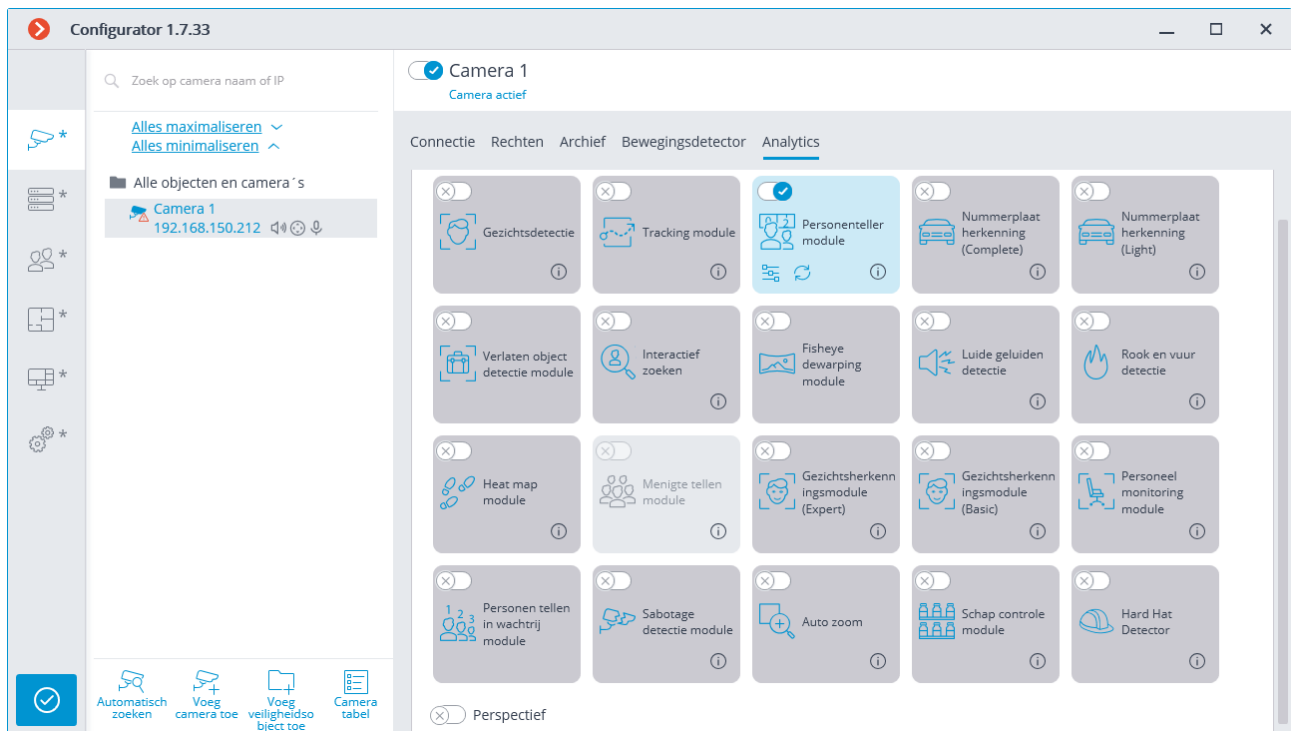 Configurator 1.7.33
Zoek op camera naam of IP
Alles maximaliseren
Alles minimaliseren
Alle objecten en camera´s
Camera 1
192.168.150.212
Automatisch
zoeken
Voeg
camera toe
Voeg
veiligheidso
bject toe
Camera
tabel
Camera 1
Camera actief
Connectie Rechten Archief Bewegingsdetector Analytics
Gezichtsdetectie
Tracking module
Personenteller
module
Nummerplaat
herkenning
(Complete)
Nummerplaat
herkenning
(Light)
Verlaten object
detectie module
Interactief
zoeken
Fisheye
dewarping
module
Luide geluiden
detectie
Rook en vuur
detectie
Heat map
module
Menigte tellen
module
Gezichtsherkenn
ingsmodule
(Expert)
Gezichtsherkenn
ingsmodule
(Basic)
Personeel
monitoring
module
Personen tellen
in wachtrij
module
Sabotage
detectie module
Auto zoom
Schap controle
module
Hard Hat
Detector
Perspectief